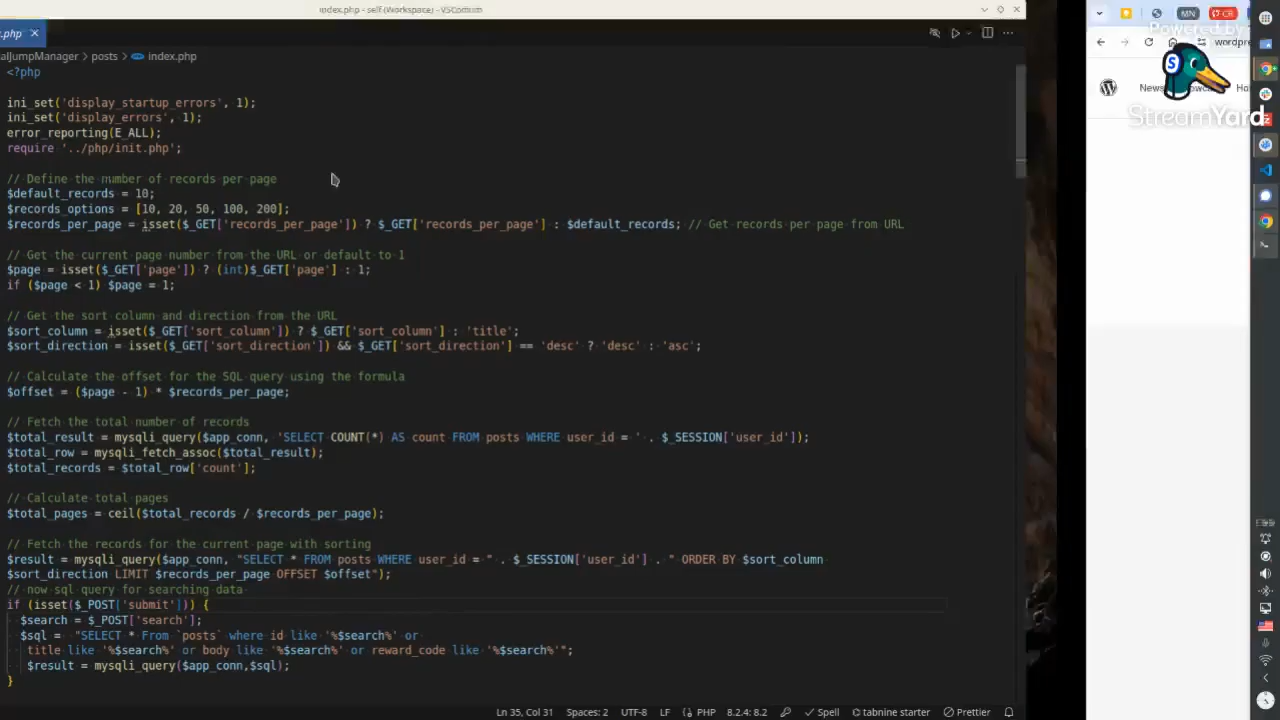 index.php - self (Workspace) - VSCodium
.php
alJumpManager > posts > index.php
<?php
ini_set('display_startup_errors', 1);
ini_set('display_errors', 1);
error_reporting(E_ALL);
require '../php/init.php';
// Define the number of records per page
$default_records = 10;
$records_options = [10, 20, 50, 100, 200];
$records_per_page = isset($_GET['records_per_page']) ? $_GET['records_per_page'] : $default_records; // Get records per page from URL
// Get the current page number from the URL or default to 1
$page = isset($_GET['page']) ? (int)$_GET['page'] : 1;
if ($page < 1) $page = 1;
// Get the sort column and direction from the URL
$sort_column = isset($_GET['sort_column']) ? $_GET['sort_column'] : 'title';
$sort_direction = isset($_GET['sort_direction']) && $_GET['sort_direction'] == 'desc' ? 'desc' : 'asc';
// Calculate the offset for the SQL query using the formula
$offset = ($page - 1) * $records_per_page;
// Fetch the total number of records
$total_result = mysqli_query($app_conn, 'SELECT COUNT(*) AS count FROM posts WHERE user_id = ' . $_SESSION['user_id']);
$total_row = mysqli_fetch_assoc($total_result);
$total_records = $total_row['count'];
// Calculate total pages
$total_pages = ceil($total_records / $records_per_page);
// Fetch the records for the current page with sorting
$result = mysqli_query($app_conn, "SELECT * FROM posts WHERE user_id = " . $_SESSION['user_id'] . " ORDER BY $sort_column
$sort_direction LIMIT $records_per_page OFFSET $offset");
// now sql query for searching data
if (isset($_POST['submit'])) {
$search = $_POST['search'];
$sql = "SELECT * From `posts` where id like '%$search%' or
title like '%$search%' or body like '%$search%' or reward_code like '%$search%'";
$result = mysqli_query($app_conn,$sql);
}
Ln 35, Col 31 Spaces: 2 UTF-8 LF PHP 8.2.4: 8.2 Spell tabnine starter Prettier
MN
Powered by
wordpre
News
StreamYard